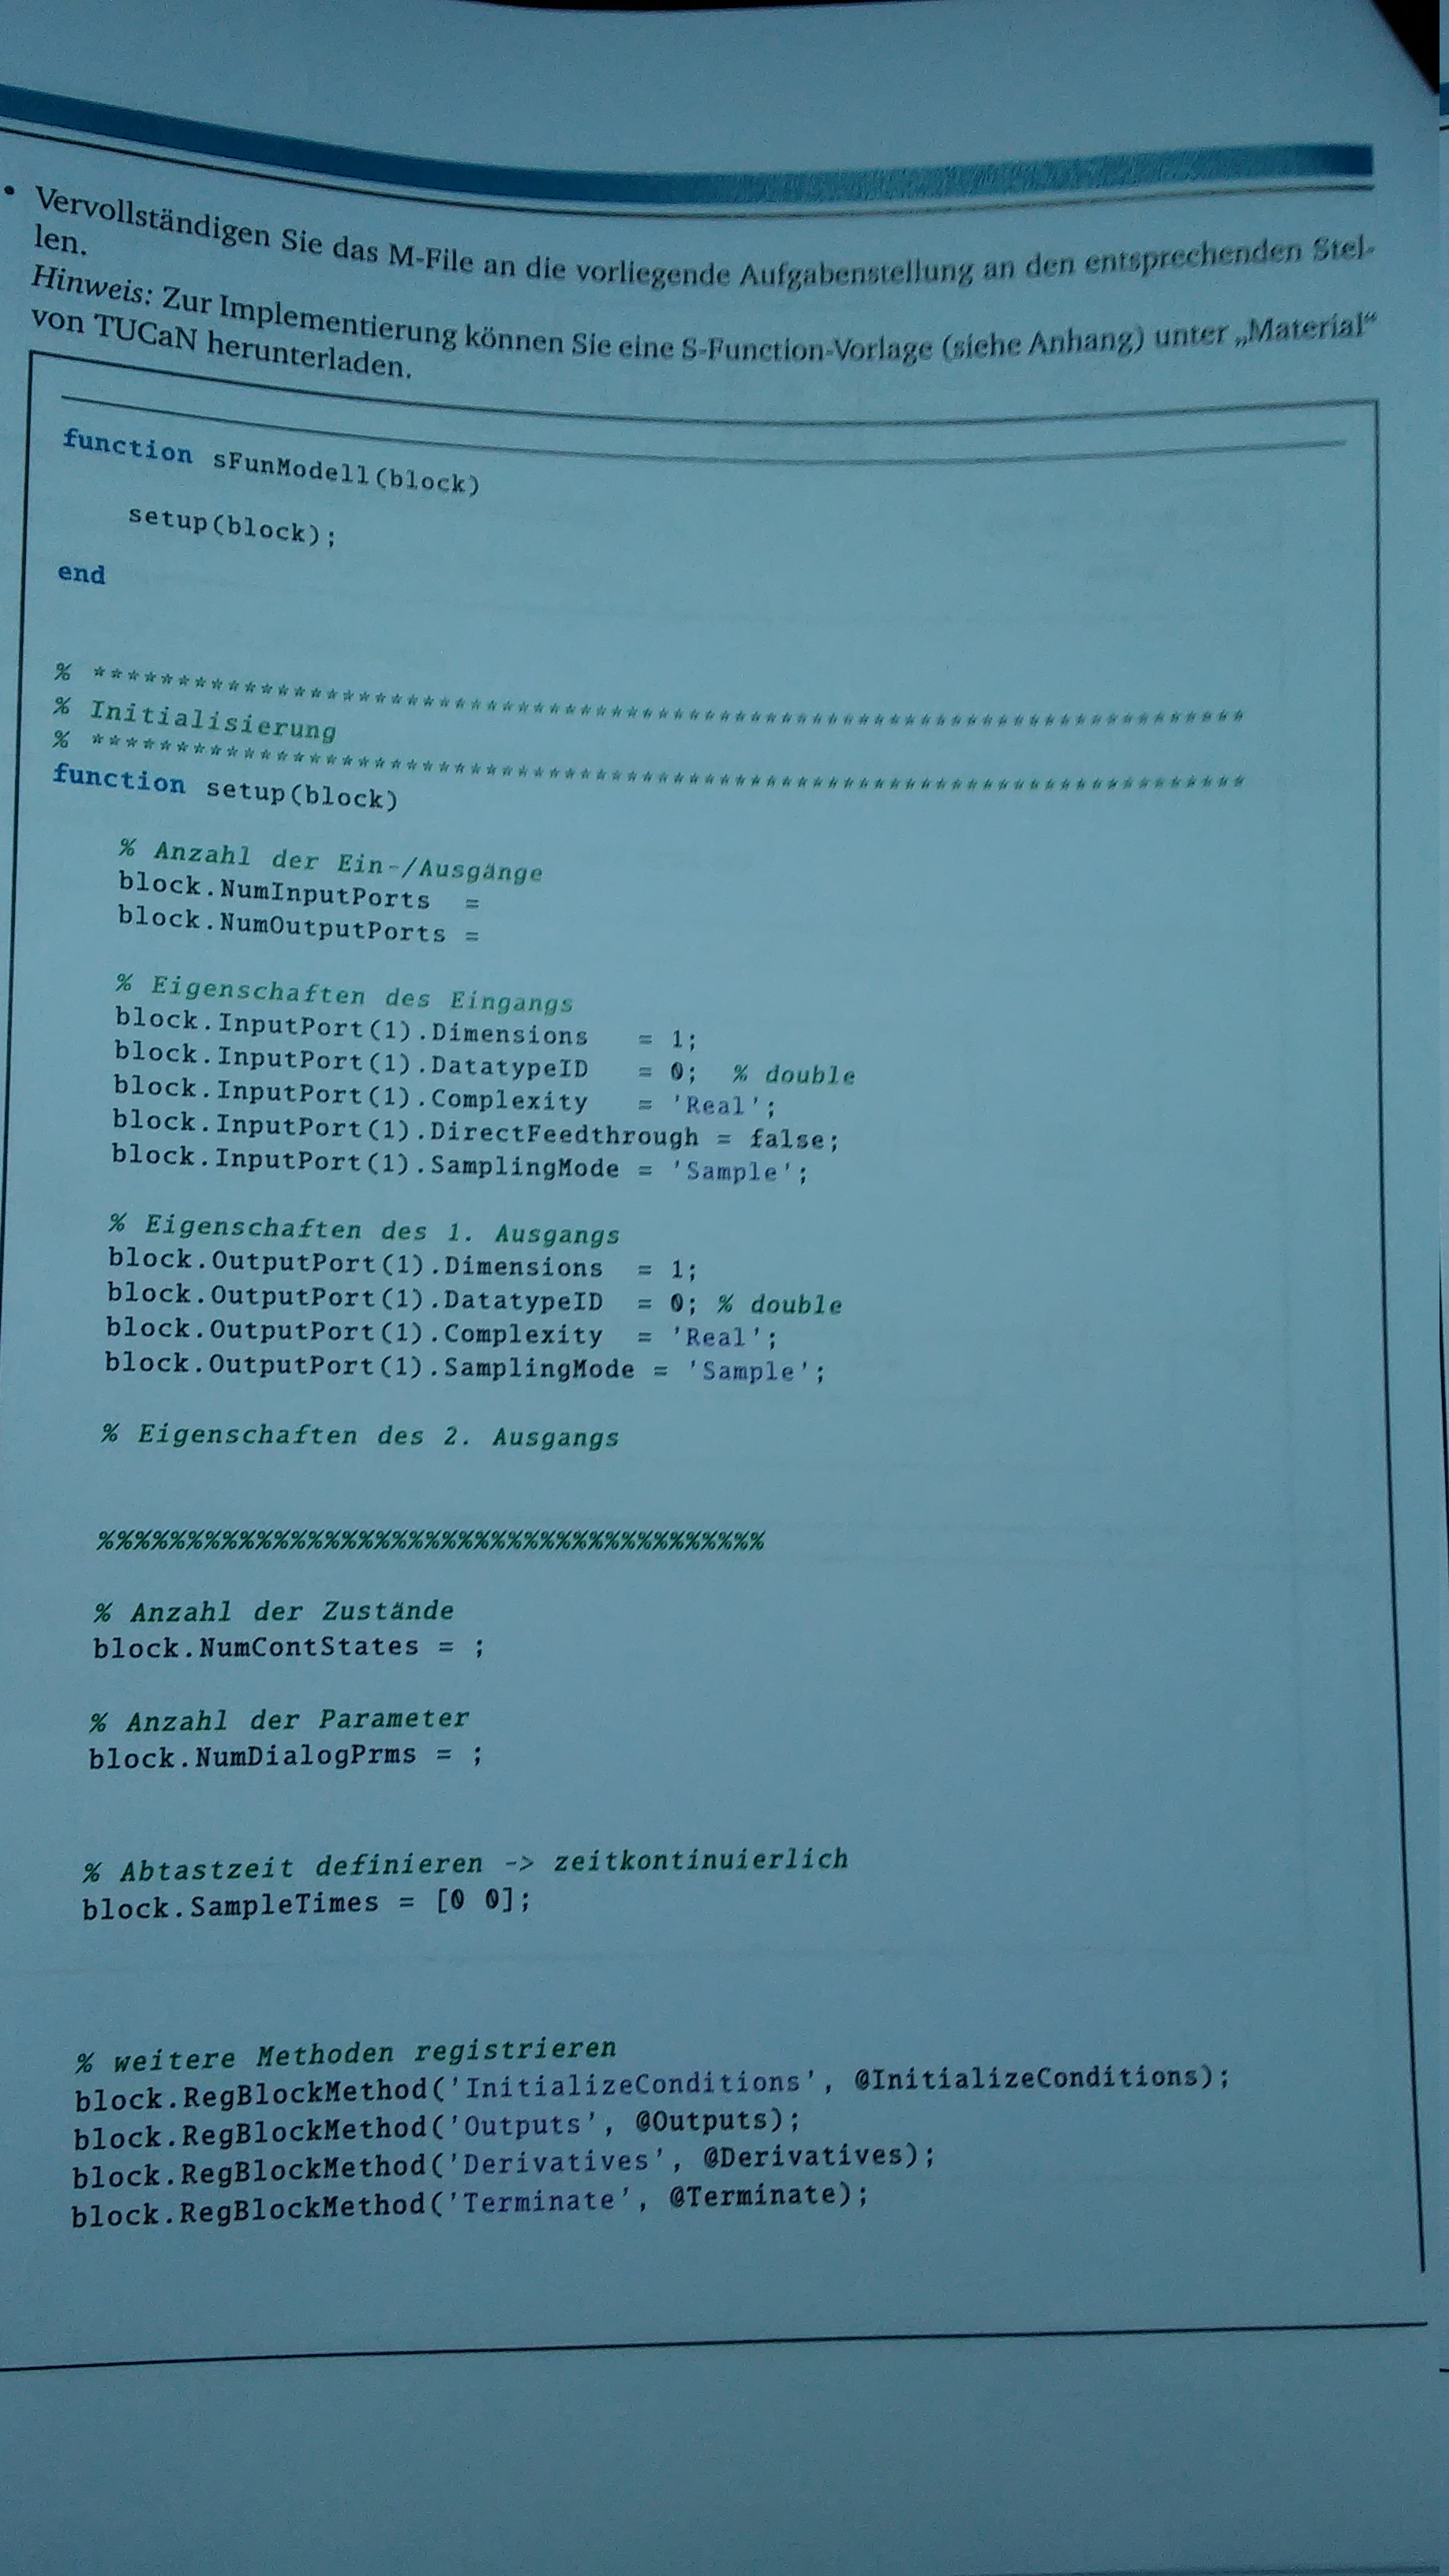 • Vervollständigen Sie das M-File an die vorliegende Aufgabenstellung an den entsprechenden Stel-
len.
Hinweis: Zur Implementierung können Sie eine S-Function-Vorlage (siehe Anhang) unter „Material“
von TUCaN herunterladen.
function sFunModell(block)
setup(block);
end
% *********************************************************************
% Initialisierung
% *********************************************************************
function setup(block)
% Anzahl der Ein-/Ausgänge
block.NumInputPorts =
block.NumOutputPorts =
% Eigenschaften des Eingangs
block.InputPort(1).Dimensions = 1;
block.InputPort(1).DatatypeID = 0; % double
block.InputPort(1).Complexity = 'Real';
block.InputPort(1).DirectFeedthrough = false;
block.InputPort(1).SamplingMode = 'Sample';
% Eigenschaften des 1. Ausgangs
block.OutputPort(1).Dimensions = 1;
block.OutputPort(1).DatatypeID = 0; % double
block.OutputPort(1).Complexity = 'Real';
block.OutputPort(1).SamplingMode = 'Sample';
% Eigenschaften des 2. Ausgangs
%%%%%%%%%%%%%%%%%%%%%%%%%%%%%%%%%%%%%%%
% Anzahl der Zustände
block.NumContStates = ;
% Anzahl der Parameter
block.NumDialogPrms = ;
% Abtastzeit definieren -> zeitkontinuierlich
block.SampleTimes = [0 0];
% weitere Methoden registrieren
block.RegBlockMethod('InitializeConditions', @InitializeConditions);
block.RegBlockMethod('Outputs', @Outputs);
block.RegBlockMethod('Derivatives', @Derivatives);
block.RegBlockMethod('Terminate', @Terminate);